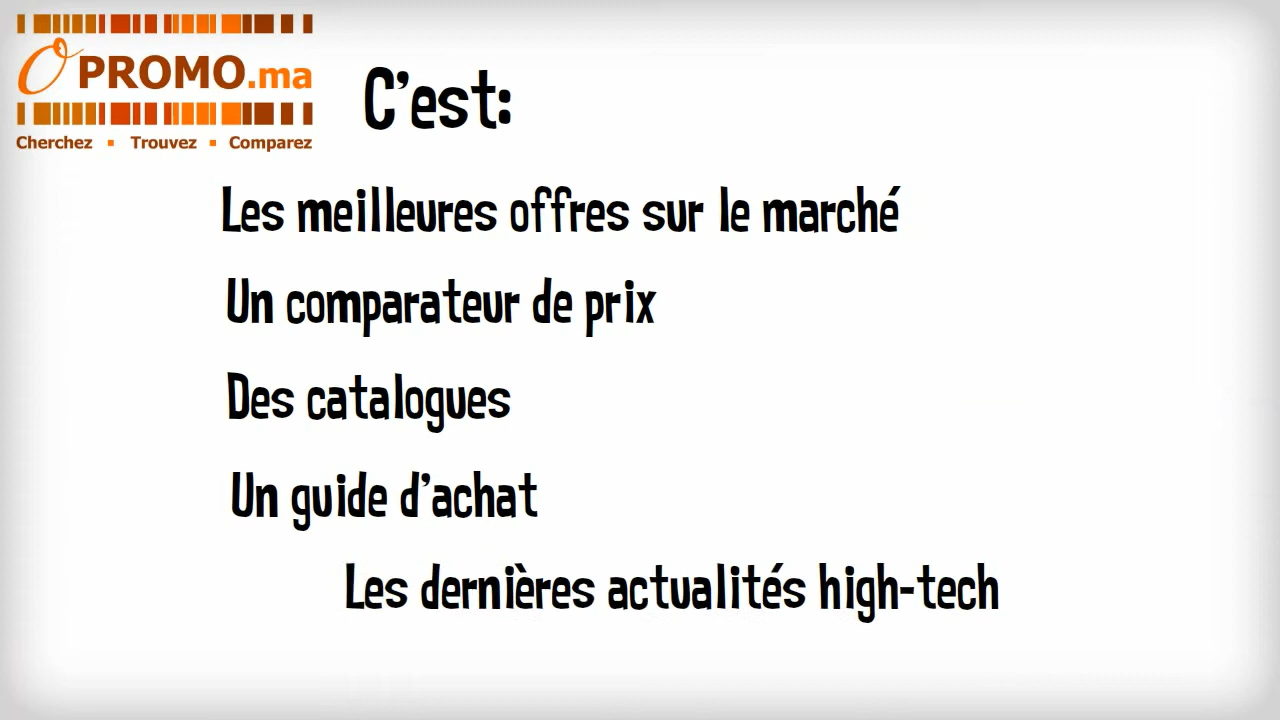 OPROMO.ma
Cherchez ▪ Trouvez ▪ Comparez
C'est:
Les meilleures offres sur le marché
Un comparateur de prix
Des catalogues
Un guide d'achat
Les dernières actualités high-tech